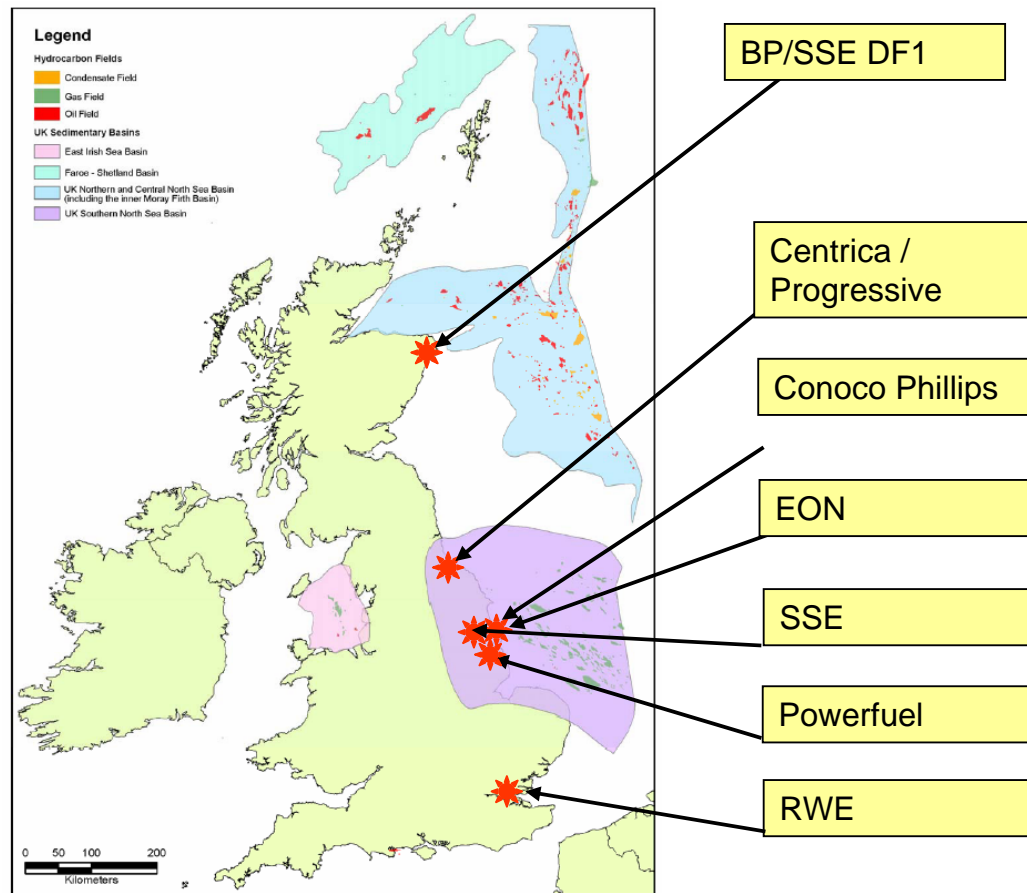 Legend
Hydrocarbon Fields
Condensate Field
Gas Field
Oil Field
UK Sedimentary Basins
East Irish Sea Basin
Faroe - Shetland Basin
UK Northern and Central North Sea Basin
(including the inner Moray Firth Basin)
UK Southern North Sea Basin
BP/SSE DF1
Centrica /
Progressive
Conoco Phillips
EON
SSE
Powerfuel
RWE
0 50 100 200
Kilometers